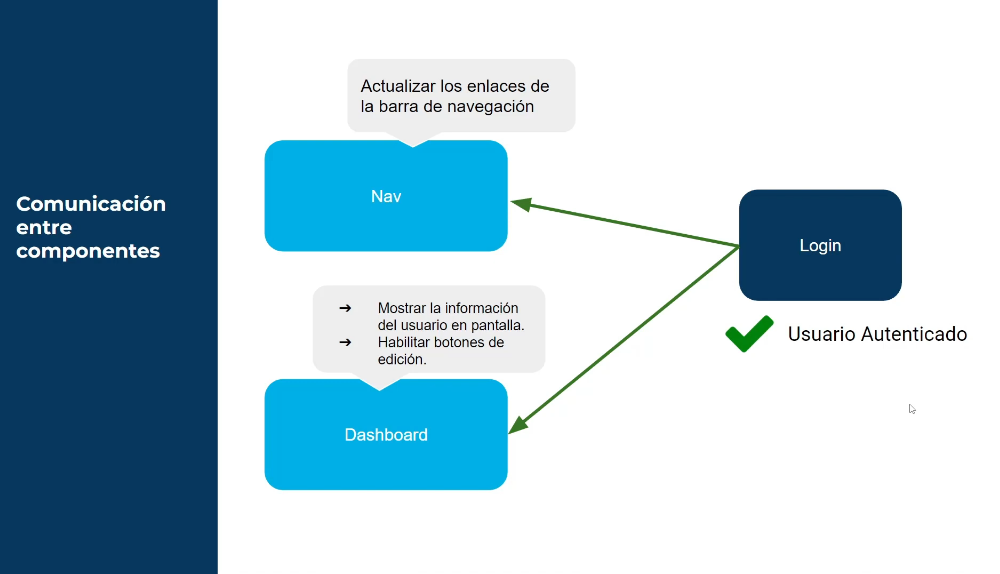 Comunicación
entre
componentes
Actualizar los enlaces de
la barra de navegación
Nav
Login
Usuario Autenticado
➔ Mostrar la información
del usuario en pantalla.
➔ Habilitar botones de
edición.
Dashboard